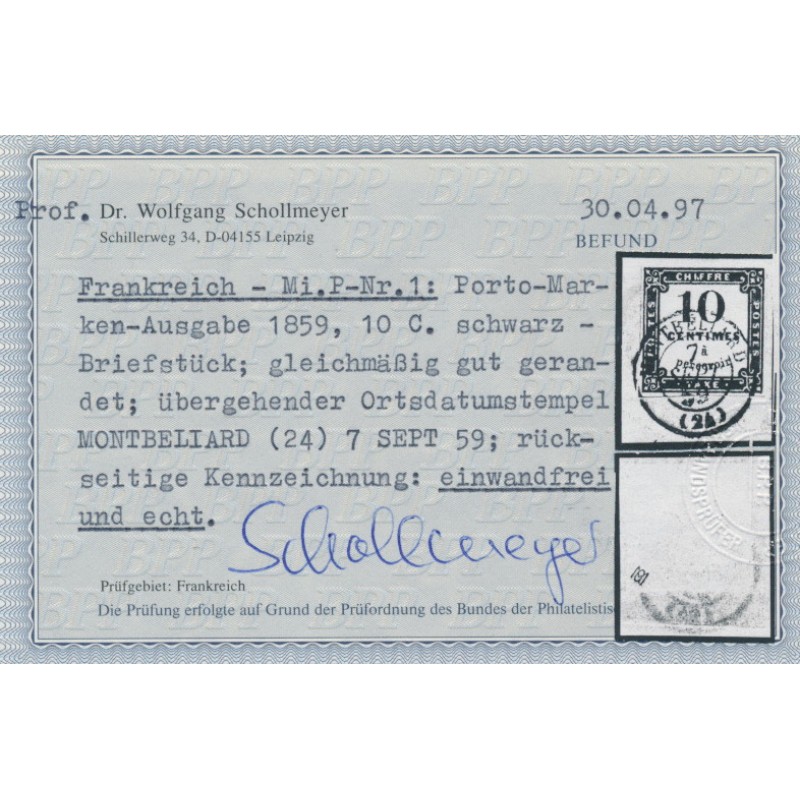 Prof. Dr. Wolfgang Schollmeyer
Schillerweg 34, D-04155 Leipzig
30.04.97
BEFUND
Frankreich - Mi.P-Nr.1: Porto-Mar-
ken-Ausgabe 1859, 10 C. schwarz -
Briefstück; gleichmäßig gut geran-
det; übergehender Ortsdatumstempel
MONTBELIARD (24) 7 SEPT 59; rück-
seitige Kennzeichnung: einwandfrei
und echt.
Schollmeyer
Prüfgebiet: Frankreich
Die Prüfung erfolgte auf Grund der Prüfordnung des Bundes der Philatelistis
CHIFFRE
10
CENTIMES
à percevoir
TAXE
POSTES
(24)
BPP